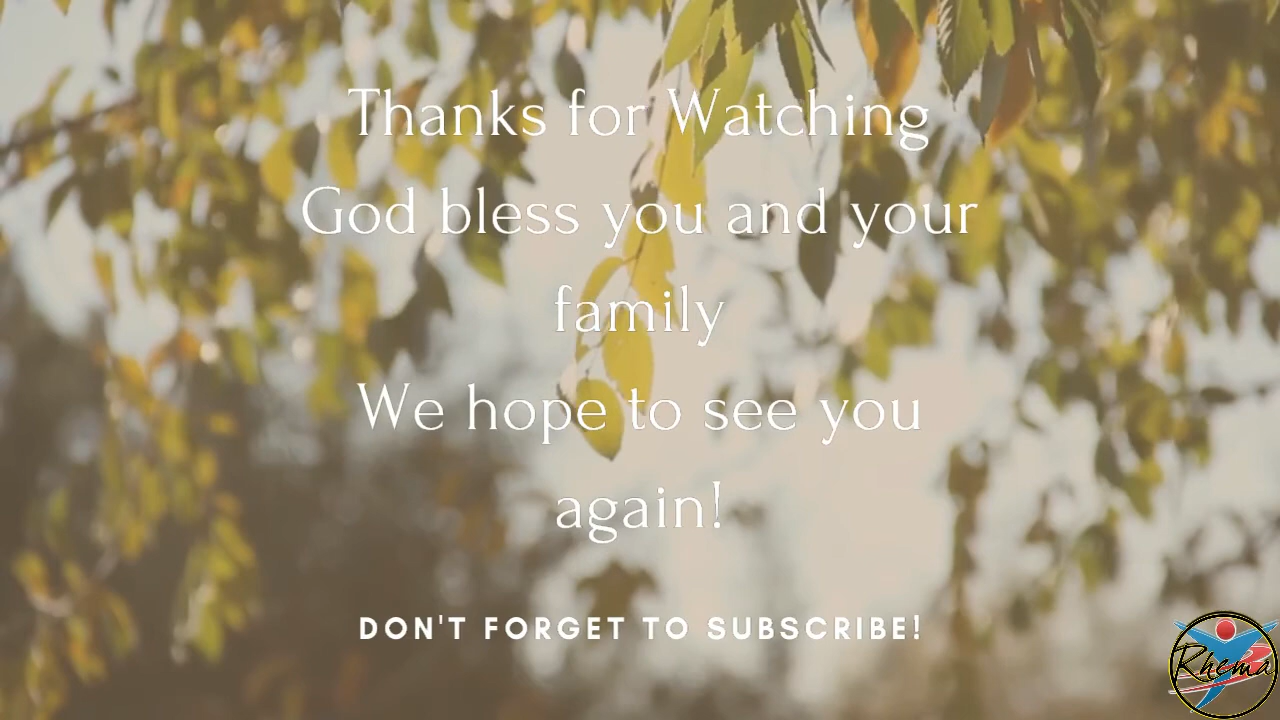 Thanks for Watching
God bless you and your
family
We hope to see you
again!
DON'T FORGET TO SUBSCRIBE!
Rhema